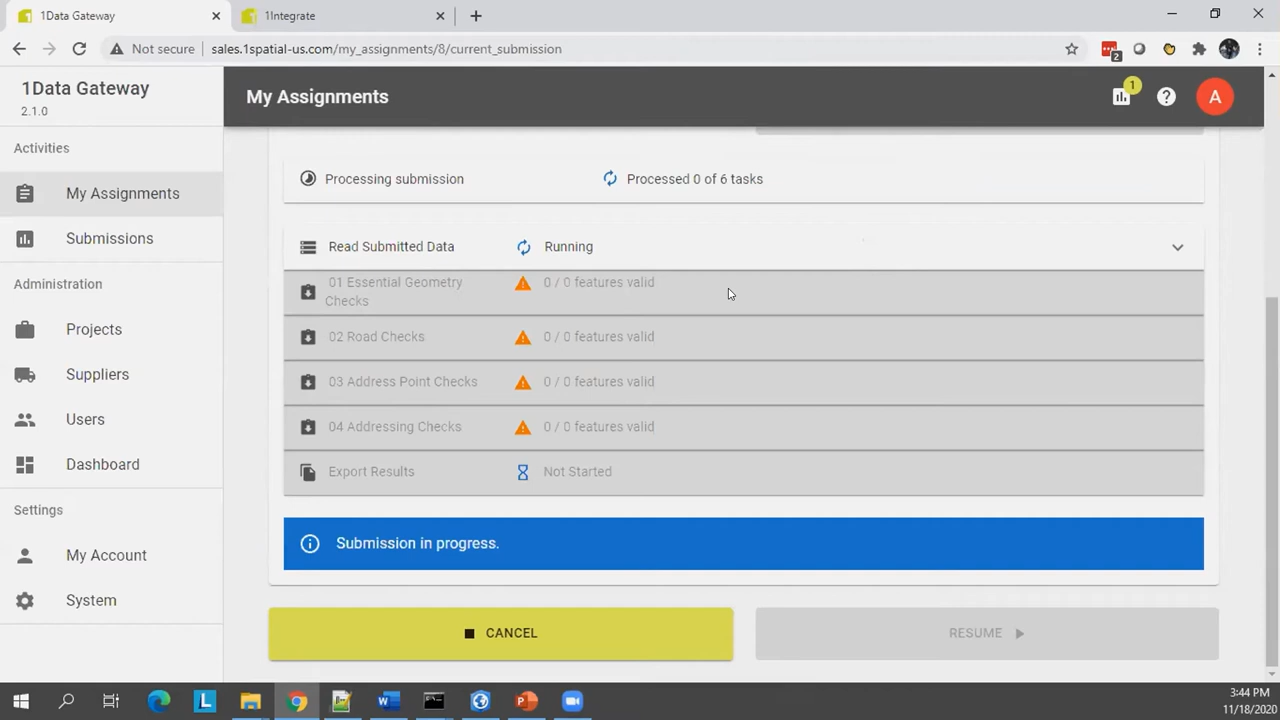 1Data Gateway
11ntegrate
Not secure
sales.1spatial-us.com/my_assignments/8/current_submission
2
1Data Gateway
2.1.0
My Assignments
1
A
Activities
My Assignments
Submissions
Administration
Projects
Suppliers
Users
Dashboard
Settings
My Account
System
Processing submission
Processed 0 of 6 tasks
Read Submitted Data
Running
01 Essential Geometry
Checks
0 / 0 features valid
02 Road Checks
0 / 0 features valid
03 Address Point Checks
0 / 0 features valid
04 Addressing Checks
0 / 0 features valid
Export Results
Not Started
Submission in progress.
CANCEL
RESUME
L
3:44 PM
11/18/2020